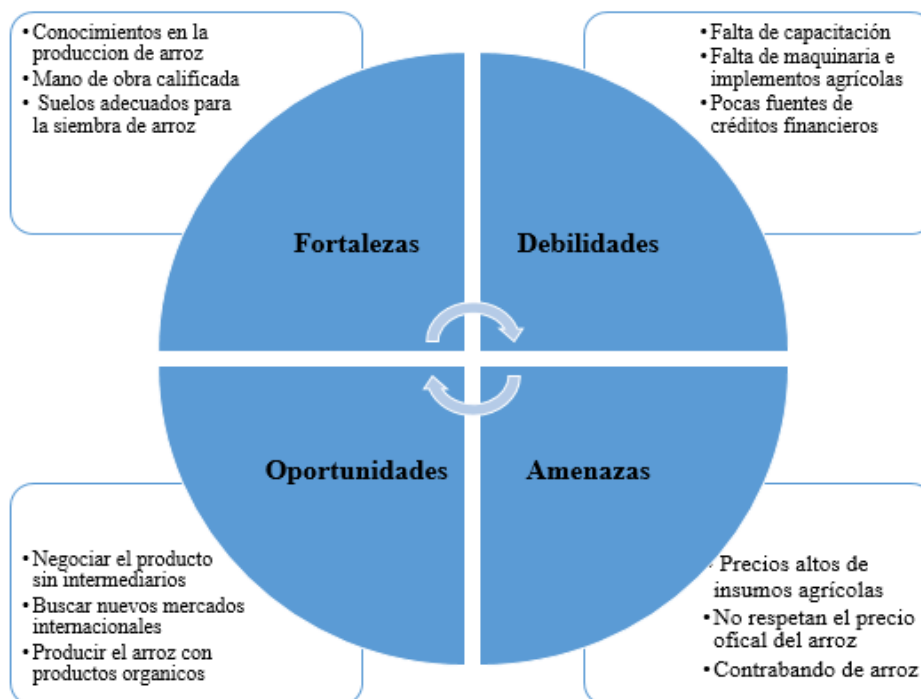 • Conocimientos en la
produccion de arroz
• Mano de obra calificada
• Suelos adecuados para
la siembra de arroz
• Falta de capacitación
• Falta de maquinaria e
implementos agrícolas
• Pocas fuentes de
créditos financieros
Fortalezas
Debilidades
Oportunidades
Amenazas
• Negociar el producto
sin intermediarios
• Buscar nuevos mercados
internacionales
• Producir el arroz con
productos organicos
• Precios altos de
insumos agrícolas
• No respetan el precio
ofical del arroz
• Contrabando de arroz